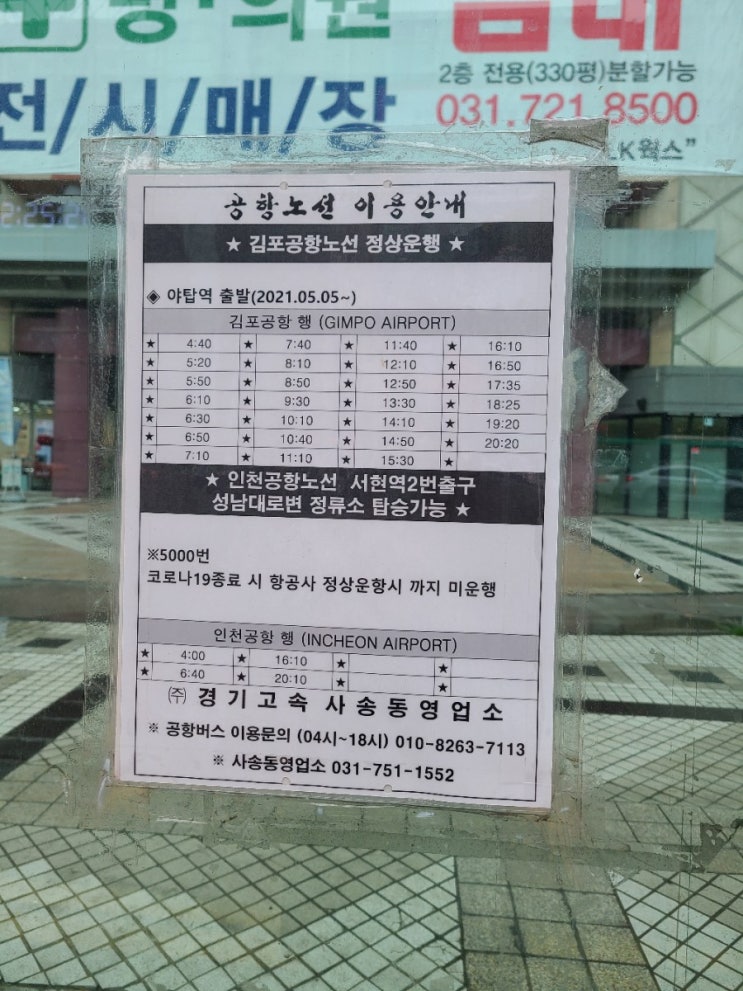 의원
2층 전용(330평)분할가능
전/시/매/장
031.721.8500
K웍스"
공항노선 이용안내
★ 김포공항노선 정상운행 ★
◈ 야탑역 출발(2021.05.05~)
김포공항 행 (GIMPO AIRPORT)
★ 4:40 ★ 7:40 ★ 11:40 ★ 16:10
★ 5:20 ★ 8:10 ★ 12:10 ★ 16:50
★ 5:50 ★ 8:50 ★ 12:50 ★ 17:35
★ 6:10 ★ 9:30 ★ 13:30 ★ 18:25
★ 6:30 ★ 10:10 ★ 14:10 ★ 19:20
★ 6:50 ★ 10:40 ★ 14:50 ★ 20:20
★ 7:10 ★ 11:10 ★ 15:30 ★
★ 인천공항노선 서현역2번출구
성남대로변 정류소 탑승가능 ★
※5000번
코로나19종료 시 항공사 정상운항시 까지 미운행
인천공항 행 (INCHEON AIRPORT)
★ 4:00 ★ 16:10 ★ ★
★ 6:40 ★ 20:10 ★ ★
㈜ 경기고속 사송동영업소
※ 공항버스 이용문의 (04시~18시) 010-8263-7113
※ 사송동영업소 031-751-1552